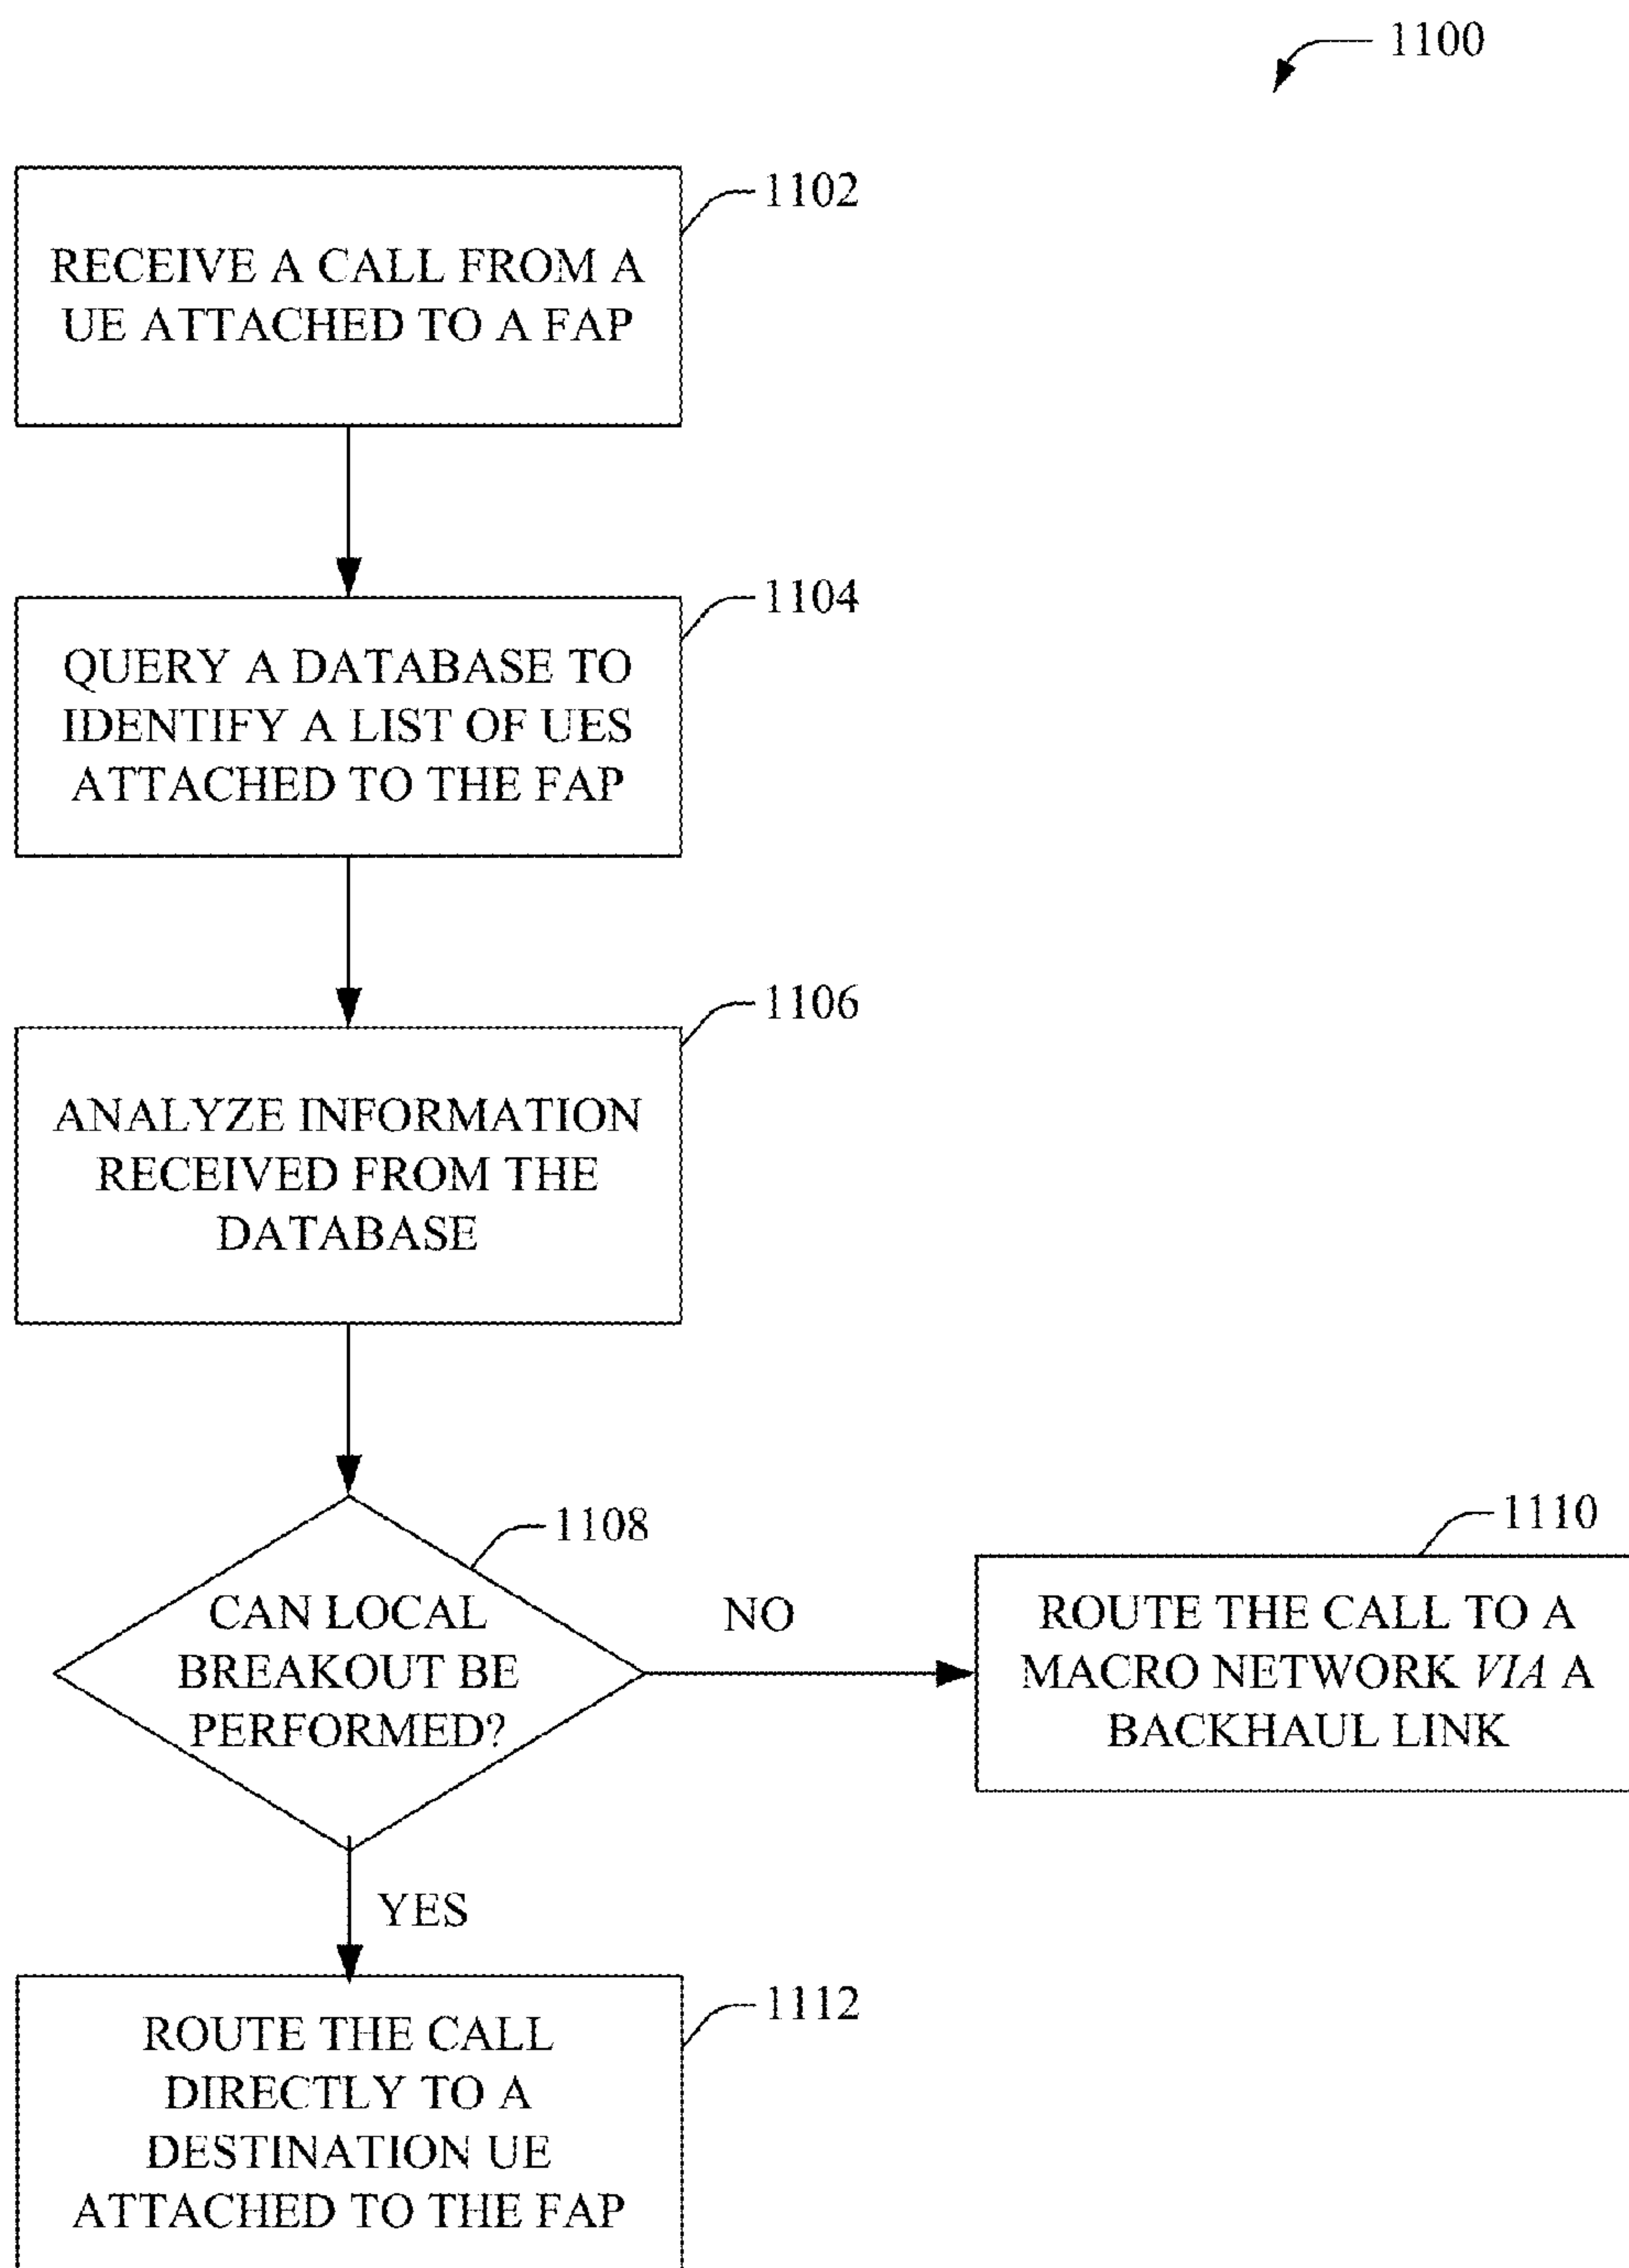 1100
1102
RECEIVE A CALL FROM A
UE ATTACHED TO A FAP
1104
QUERY A DATABASE TO
IDENTIFY A LIST OF UES
ATTACHED TO THE FAP
1106
ANALYZE INFORMATION
RECEIVED FROM THE
DATABASE
1108
CAN LOCAL
BREAKOUT BE
PERFORMED?
NO
1110
ROUTE THE CALL TO A
MACRO NETWORK VIA A
BACKHAUL LINK
YES
1112
ROUTE THE CALL
DIRECTLY TO A
DESTINATION UE
ATTACHED TO THE FAP